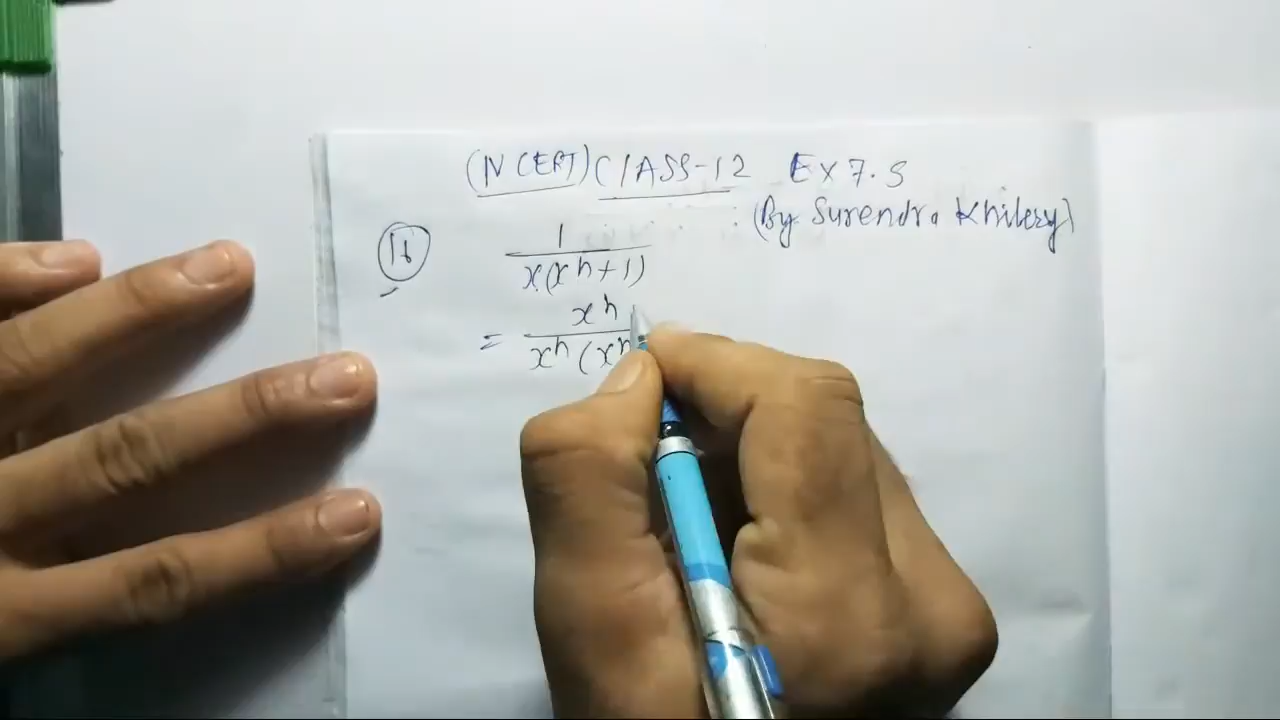 (NCERT) CLASS-12 Ex 7.5
(By Surendra Khilery)
16 1
x(x^n+1)
= x^n
x^n (x^n